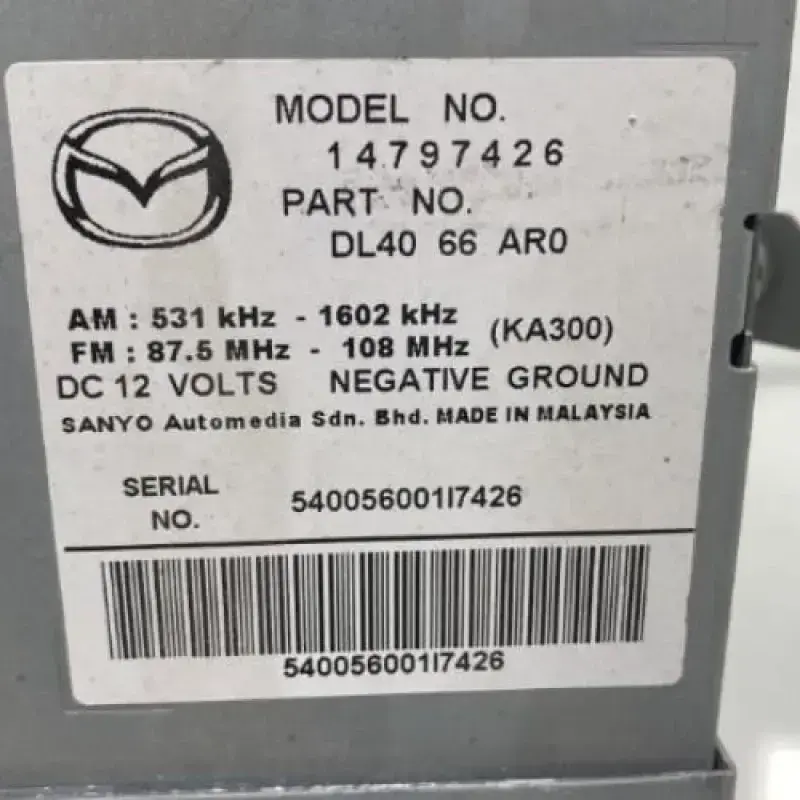 MODEL NO.
14797426
PART NO.
DL40 66 AR0
AM : 531 kHz - 1602 kHz
(KA300)
FM : 87.5 MHz - 108 MHz
DC 12 VOLTS NEGATIVE GROUND
SANYO Automedia Sdn. Bhd. MADE IN MALAYSIA
SERIAL
NO.
540056001I7426
540056001I7426